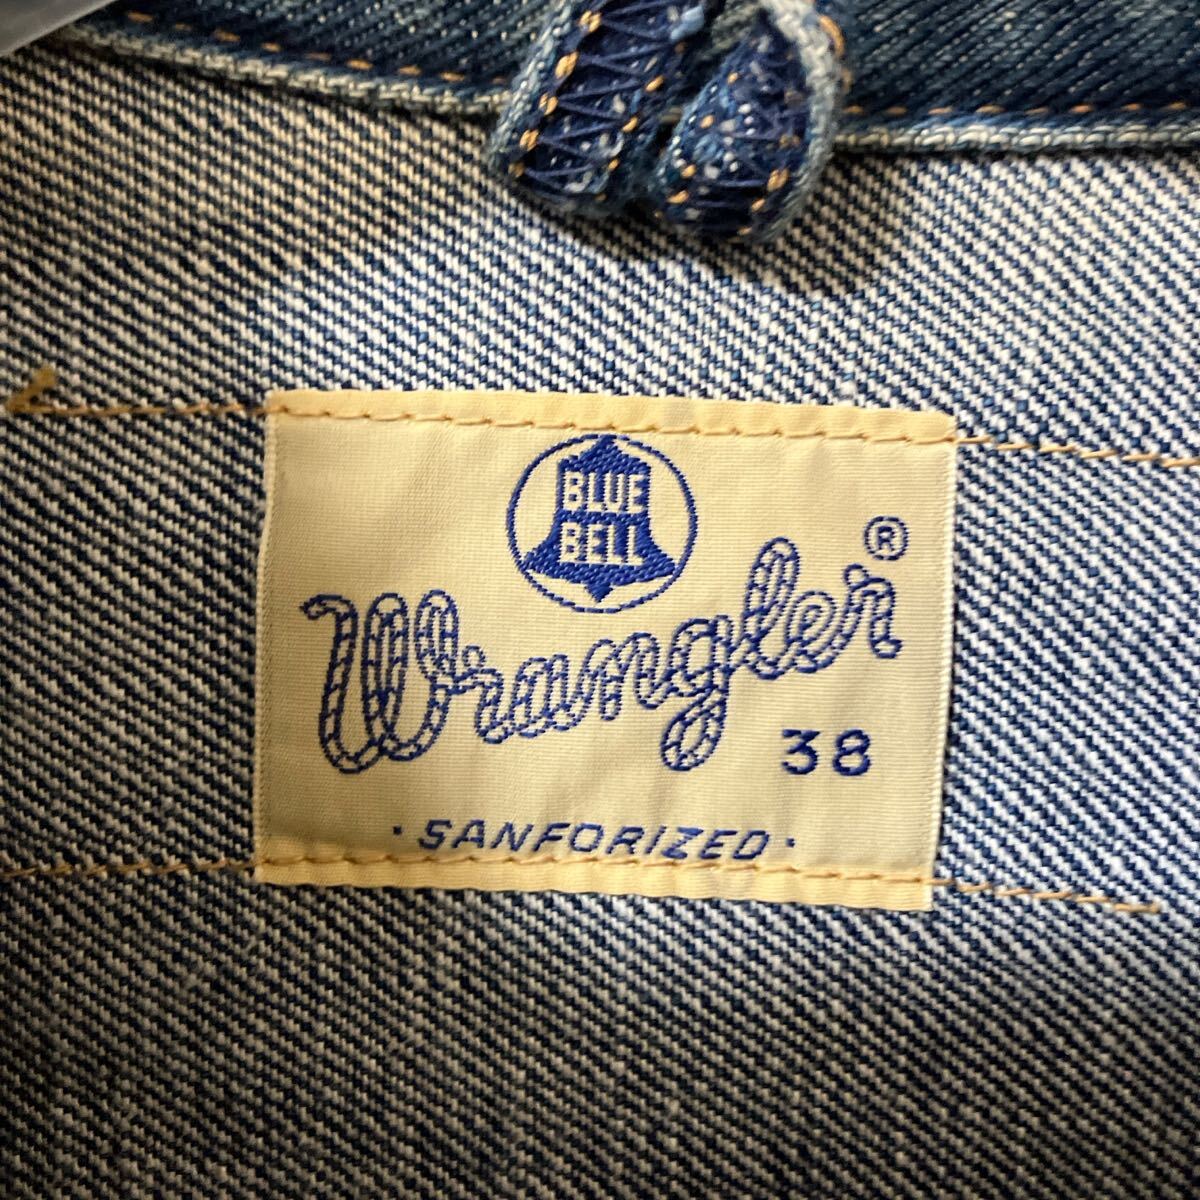 BLUE
BELL
Wrangler®
38
· SANFORIZED ·